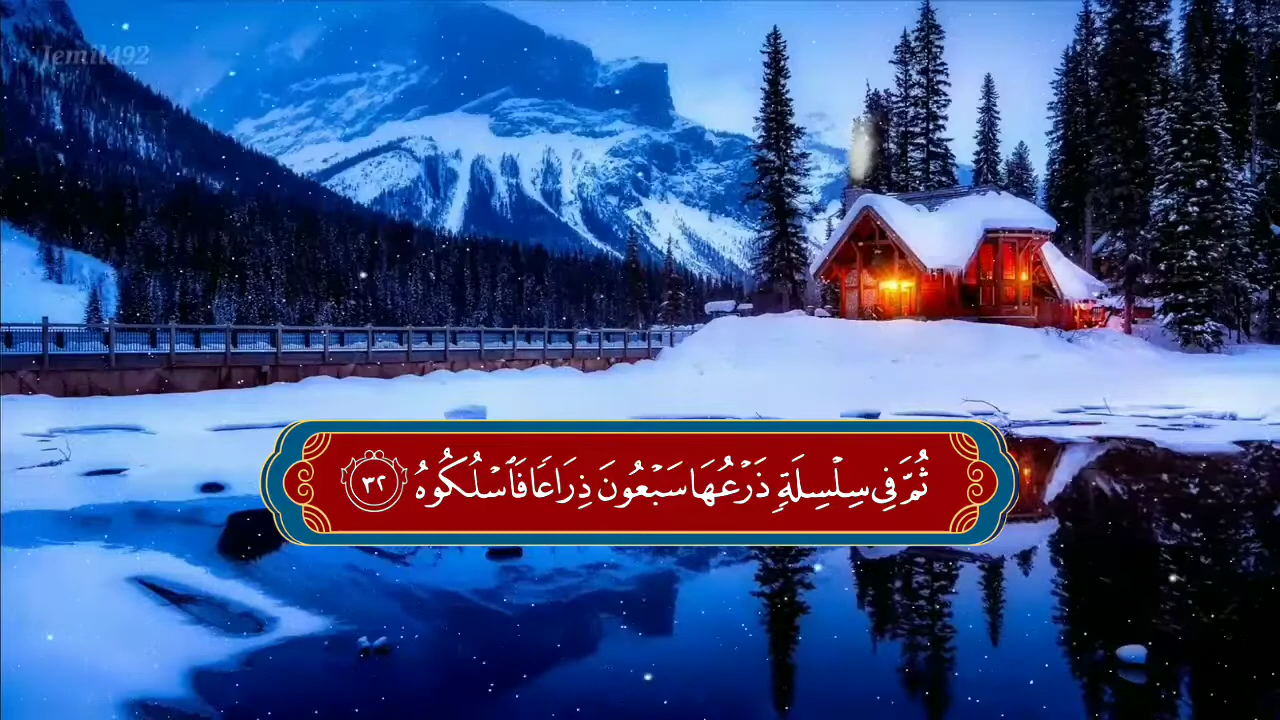 Jemil492
ثُمَّ فِي سِلۡسِلَةٖ ذَرۡعُهَا سَبۡعُونَ ذِرَاعٗا فَٱسۡلُكُوهُ ٣٢